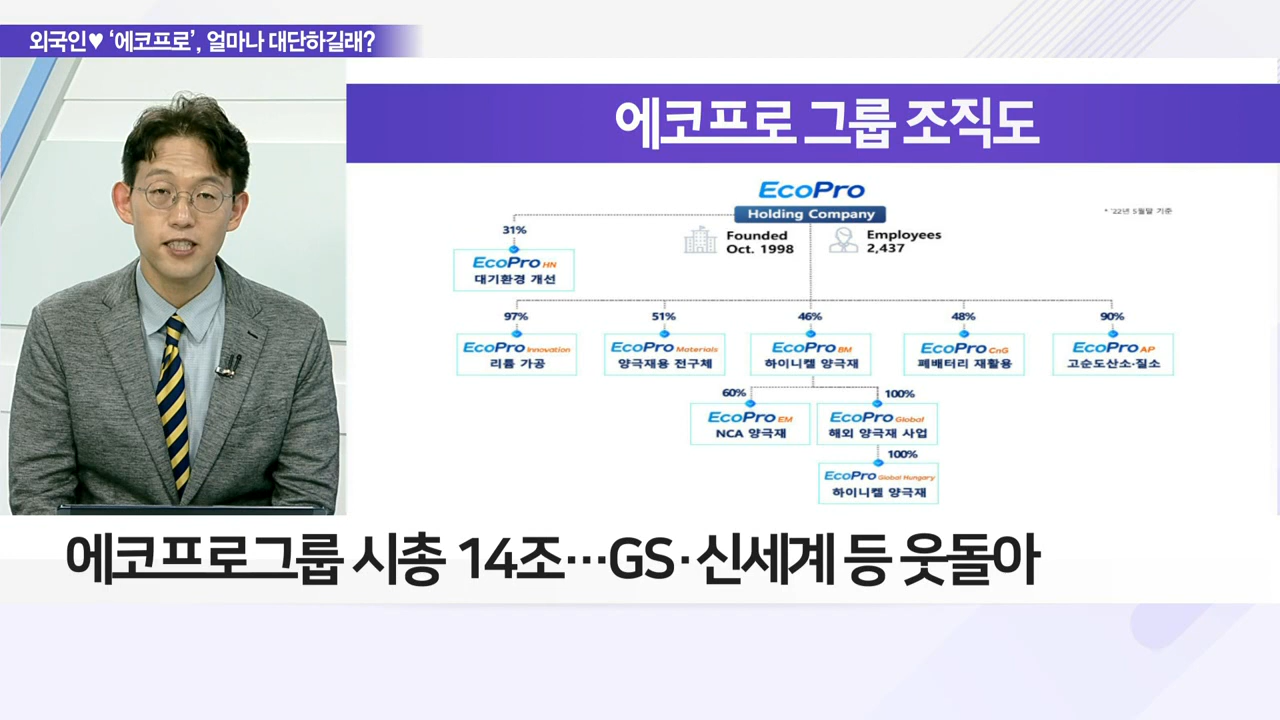 외국인♥ ‘에코프로’, 얼마나 대단하길래?
에코프로 그룹 조직도
EcoPro
Holding Company
* '22년 5월말 기준
Founded
Oct. 1998
Employees
2,437
31%
EcoPro HN
대기환경 개선
97%
EcoPro Innovation
리튬 가공
51%
EcoPro Materials
양극재용 전구체
46%
EcoPro BM
하이니켈 양극재
48%
EcoPro CnG
폐배터리 재활용
90%
EcoPro AP
고순도산소·질소
60%
EcoPro EM
NCA 양극재
100%
EcoPro Global
해외 양극재 사업
100%
EcoPro Global Hungary
하이니켈 양극재
에코프로그룹 시총 14조…GS·신세계 등 웃돌아